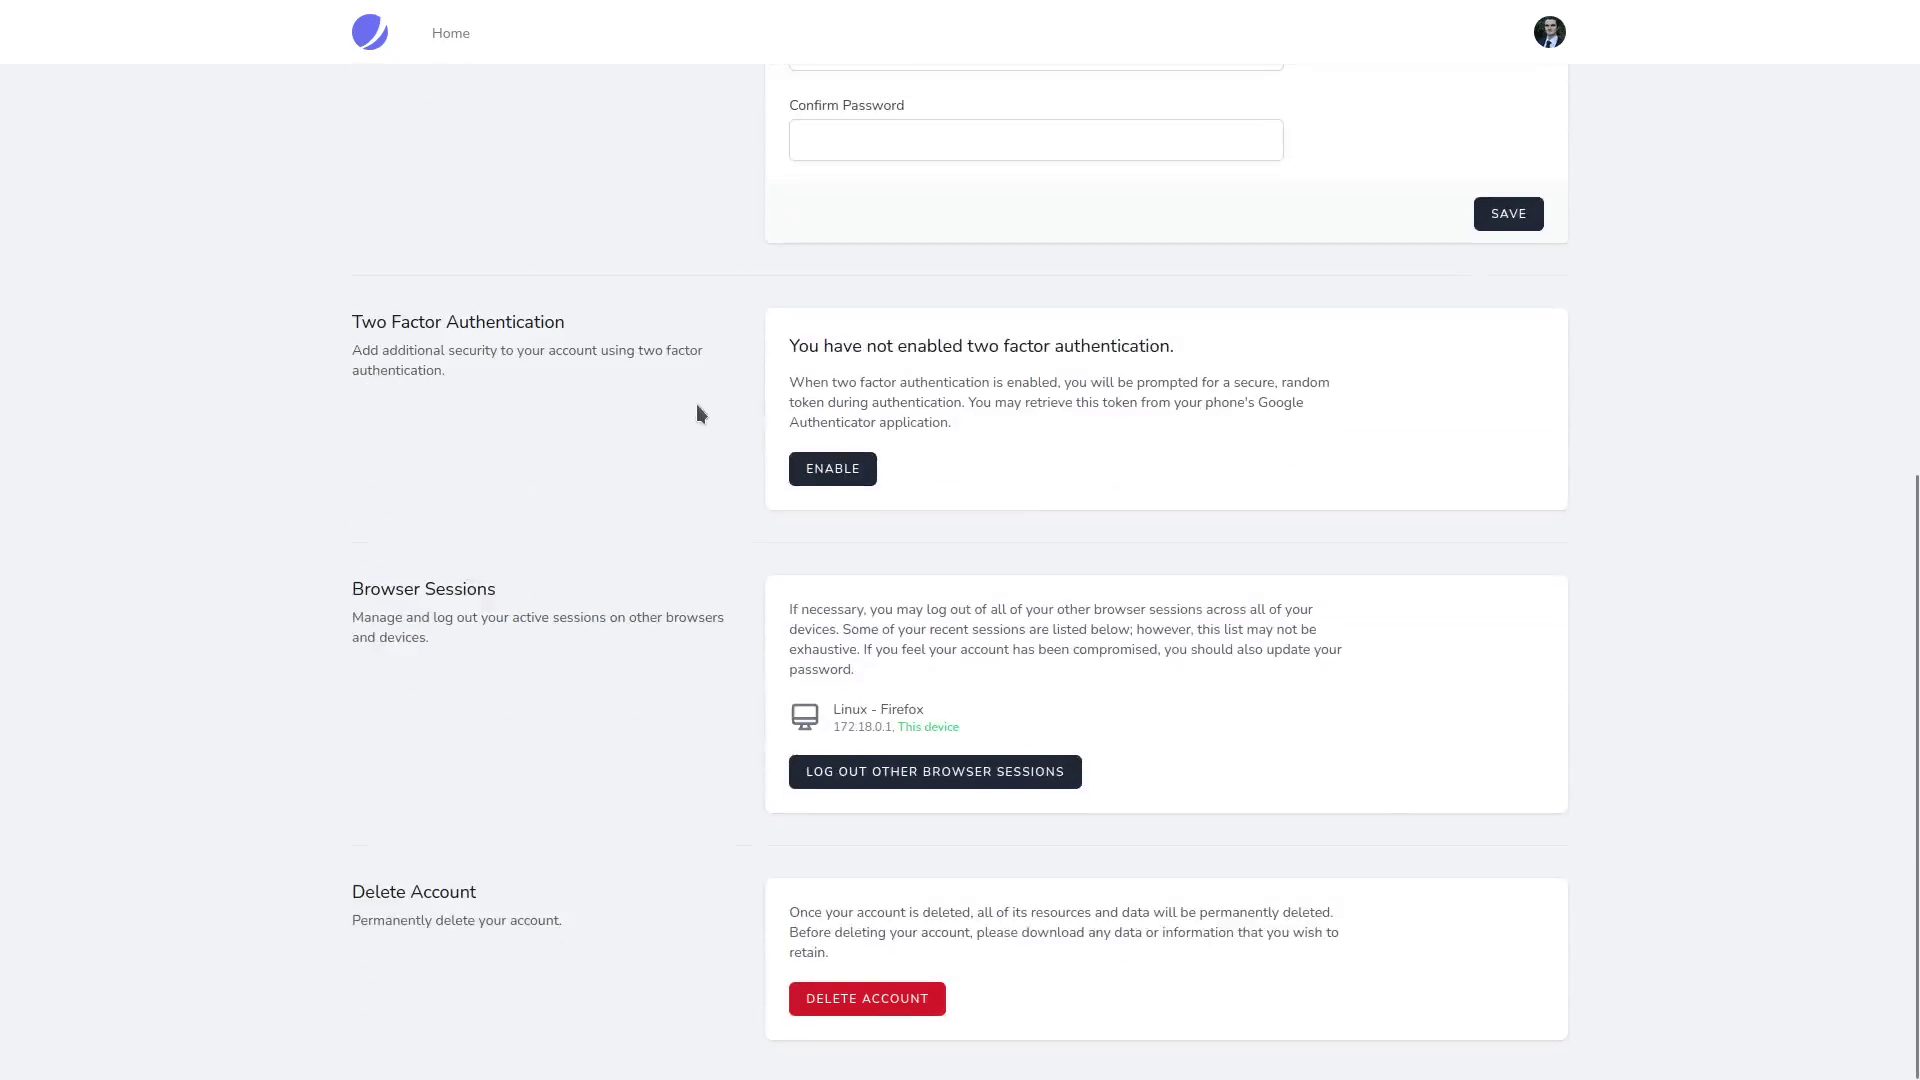 Home
Confirm Password
SAVE
Two Factor Authentication
Add additional security to your account using two factor
authentication.
You have not enabled two factor authentication.
When two factor authentication is enabled, you will be prompted for a secure, random
token during authentication. You may retrieve this token from your phone's Google
Authenticator application.
ENABLE
Browser Sessions
Manage and log out your active sessions on other browsers
and devices.
If necessary, you may log out of all of your other browser sessions across all of your
devices. Some of your recent sessions are listed below; however, this list may not be
exhaustive. If you feel your account has been compromised, you should also update your
password.
Linux - Firefox
172.18.0.1, This device
LOG OUT OTHER BROWSER SESSIONS
Delete Account
Permanently delete your account.
Once your account is deleted, all of its resources and data will be permanently deleted.
Before deleting your account, please download any data or information that you wish to
retain.
DELETE ACCOUNT